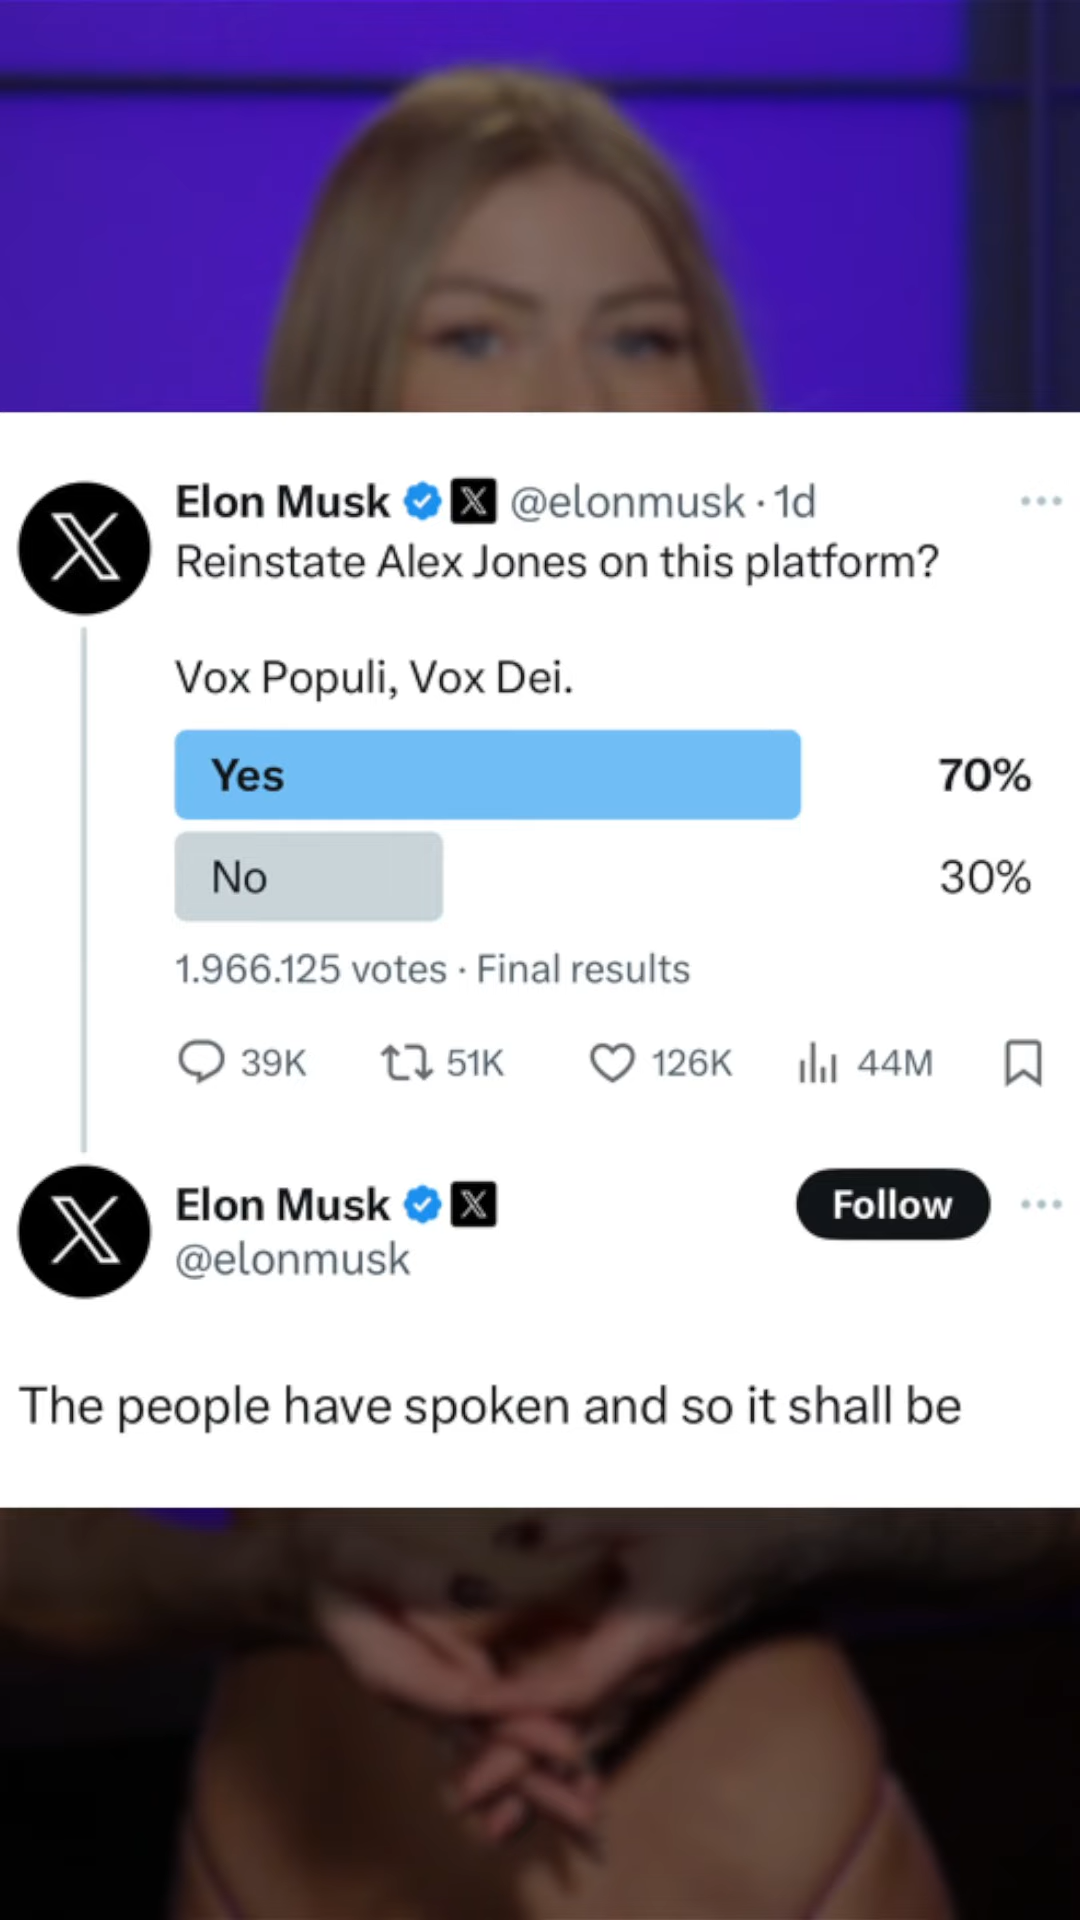 Elon Musk @elonmusk · 1d
Reinstate Alex Jones on this platform?
Vox Populi, Vox Dei.
Yes 70%
No 30%
1.966.125 votes · Final results
39K 51K 126K 44M
Elon Musk
Follow
@elonmusk
The people have spoken and so it shall be